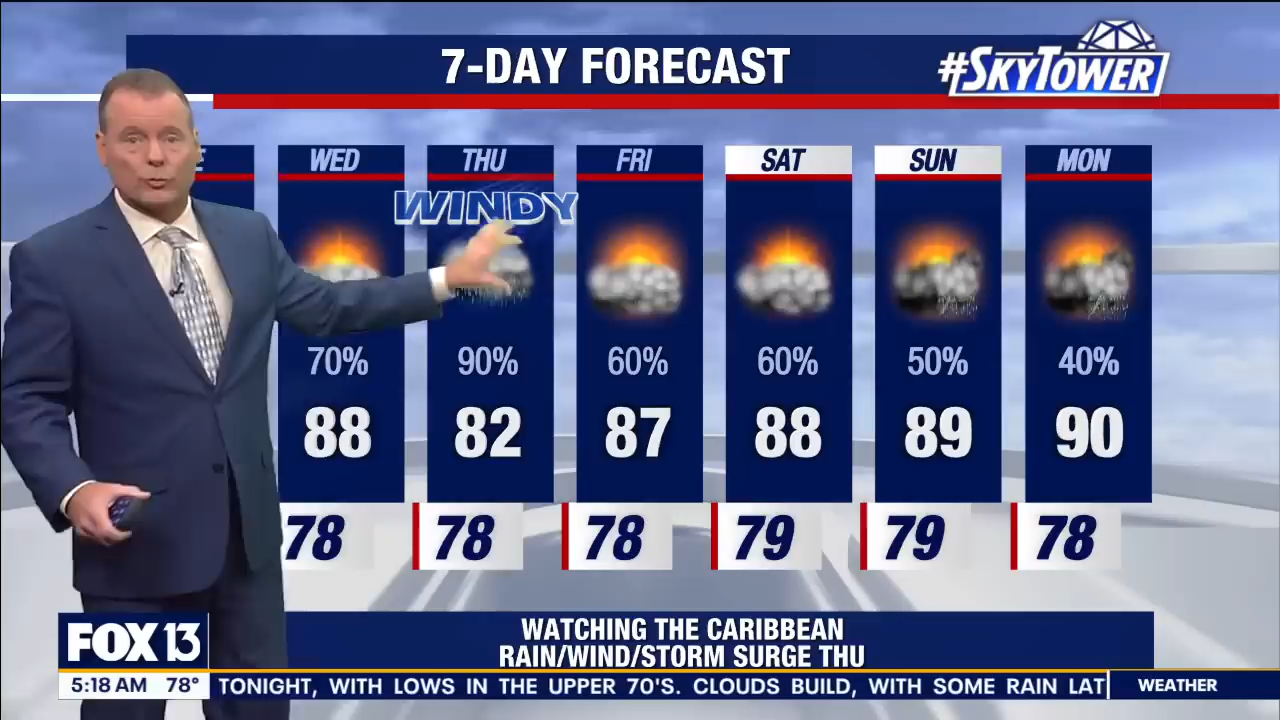 7-DAY FORECAST
#SKYTOWER
E WED THU FRI SAT SUN MON
WINDY
70% 90% 60% 60% 50% 40%
88 82 87 88 89 90
78 78 78 79 79 78
WATCHING THE CARIBBEAN
RAIN/WIND/STORM SURGE THU
FOX 13
5:18 AM 78° TONIGHT, WITH LOWS IN THE UPPER 70'S. CLOUDS BUILD, WITH SOME RAIN LAT WEATHER